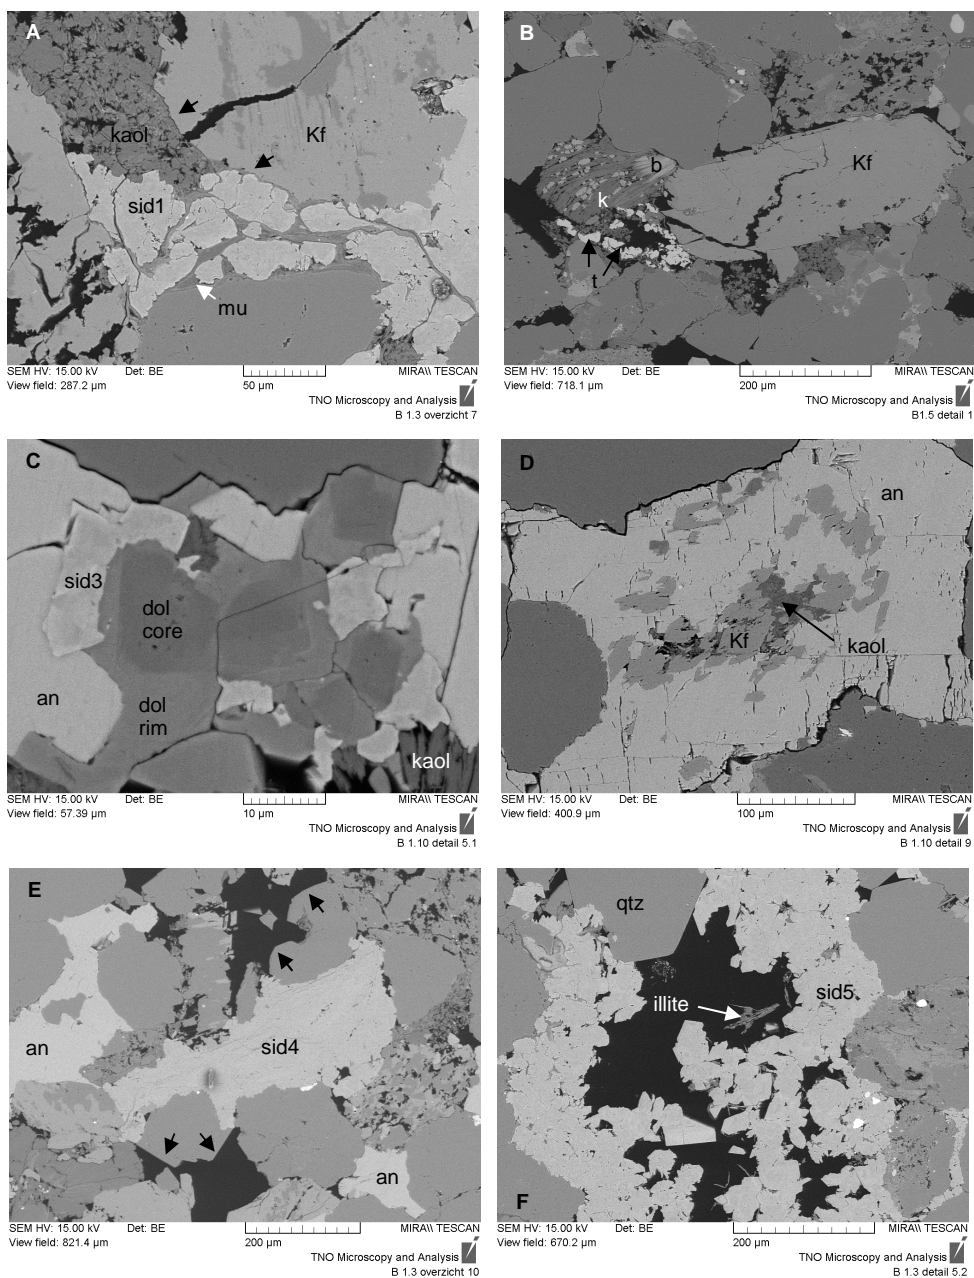 A
kaol
Kf
sid1
mu
SEM HV: 15.00 kV Det: BE MIRA\\ TESCAN
View field: 287.2 µm 50 µm
TNO Microscopy and Analysis
B 1.3 overzicht 7
B
b
Kf
k
t
SEM HV: 15.00 kV Det: BE MIRA\\ TESCAN
View field: 718.1 µm 200 µm
TNO Microscopy and Analysis
B1.5 detail 1
C
sid3
dol
core
an
dol
rim
kaol
SEM HV: 15.00 kV Det: BE MIRA\\ TESCAN
View field: 57.39 µm 10 µm
TNO Microscopy and Analysis
B 1.10 detail 5.1
D
an
Kf
kaol
SEM HV: 15.00 kV Det: BE MIRA\\ TESCAN
View field: 400.9 µm 100 µm
TNO Microscopy and Analysis
B 1.10 detail 9
E
an
sid4
an
SEM HV: 15.00 kV Det: BE MIRA\\ TESCAN
View field: 821.4 µm 200 µm
TNO Microscopy and Analysis
B 1.3 overzicht 10
qtz
sid5
illite
F
SEM HV: 15.00 kV Det: BE MIRA\\ TESCAN
View field: 670.2 µm 200 µm
TNO Microscopy and Analysis
B 1.3 detail 5.2